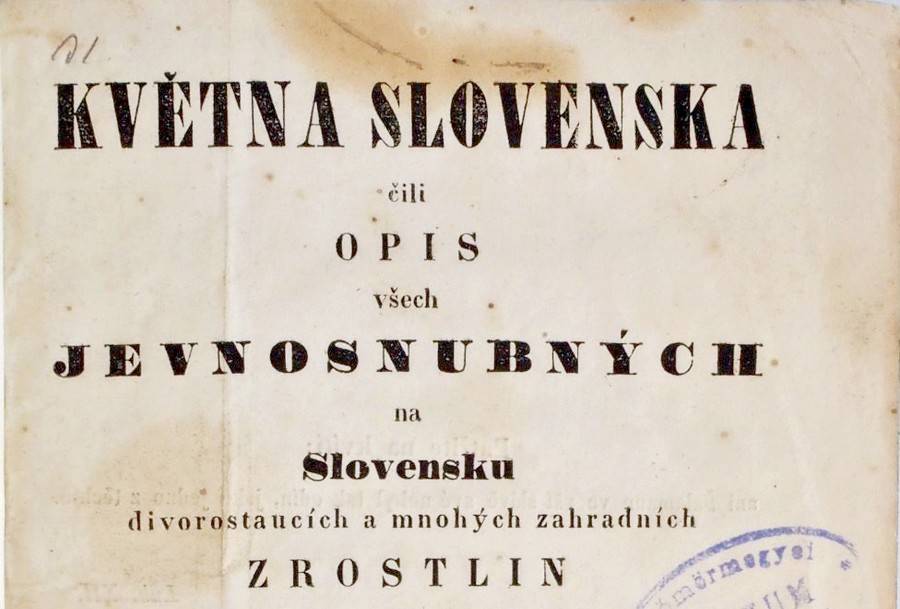 KVĚTNA SLOVENSKA
čili
OPIS
všech
JEVNOSNUBNÝCH
na
Slovensku
divorostaucích a mnohých zahradních
ZROSTLIN